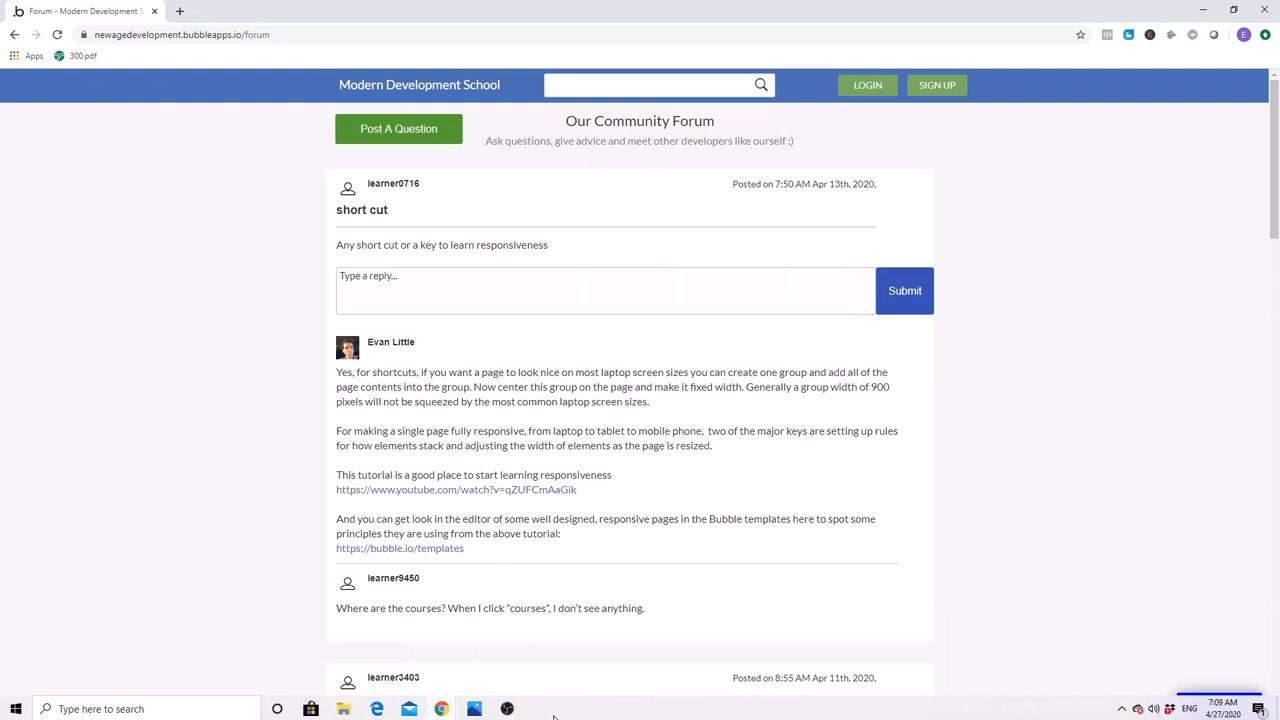 Forum - Modern Development Sch
newagedevelopment.bubbleapps.io/forum
Apps 300.pdf
Modern Development School LOGIN SIGN UP
Post A Question
Our Community Forum
Ask questions, give advice and meet other developers like ourself :)
learner0716 Posted on 7:50 AM Apr 13th, 2020,
short cut
Any short cut or a key to learn responsiveness
Type a reply...
Submit
Evan Little
Yes, for shortcuts, if you want a page to look nice on most laptop screen sizes you can create one group and add all of the
page contents into the group. Now center this group on the page and make it fixed width. Generally a group width of 900
pixels will not be squeezed by the most common laptop screen sizes.
For making a single page fully responsive, from laptop to tablet to mobile phone, two of the major keys are setting up rules
for how elements stack and adjusting the width of elements as the page is resized.
This tutorial is a good place to start learning responsiveness
https://www.youtube.com/watch?v=qZUFCmAaGik
And you can get look in the editor of some well designed, responsive pages in the Bubble templates here to spot some
principles they are using from the above tutorial:
https://bubble.io/templates
learner9450
Where are the courses? When I click “courses”, I don’t see anything.
learner3403 Posted on 8:55 AM Apr 11th, 2020,
Type here to search
ENG
7:09 AM
4/27/2020